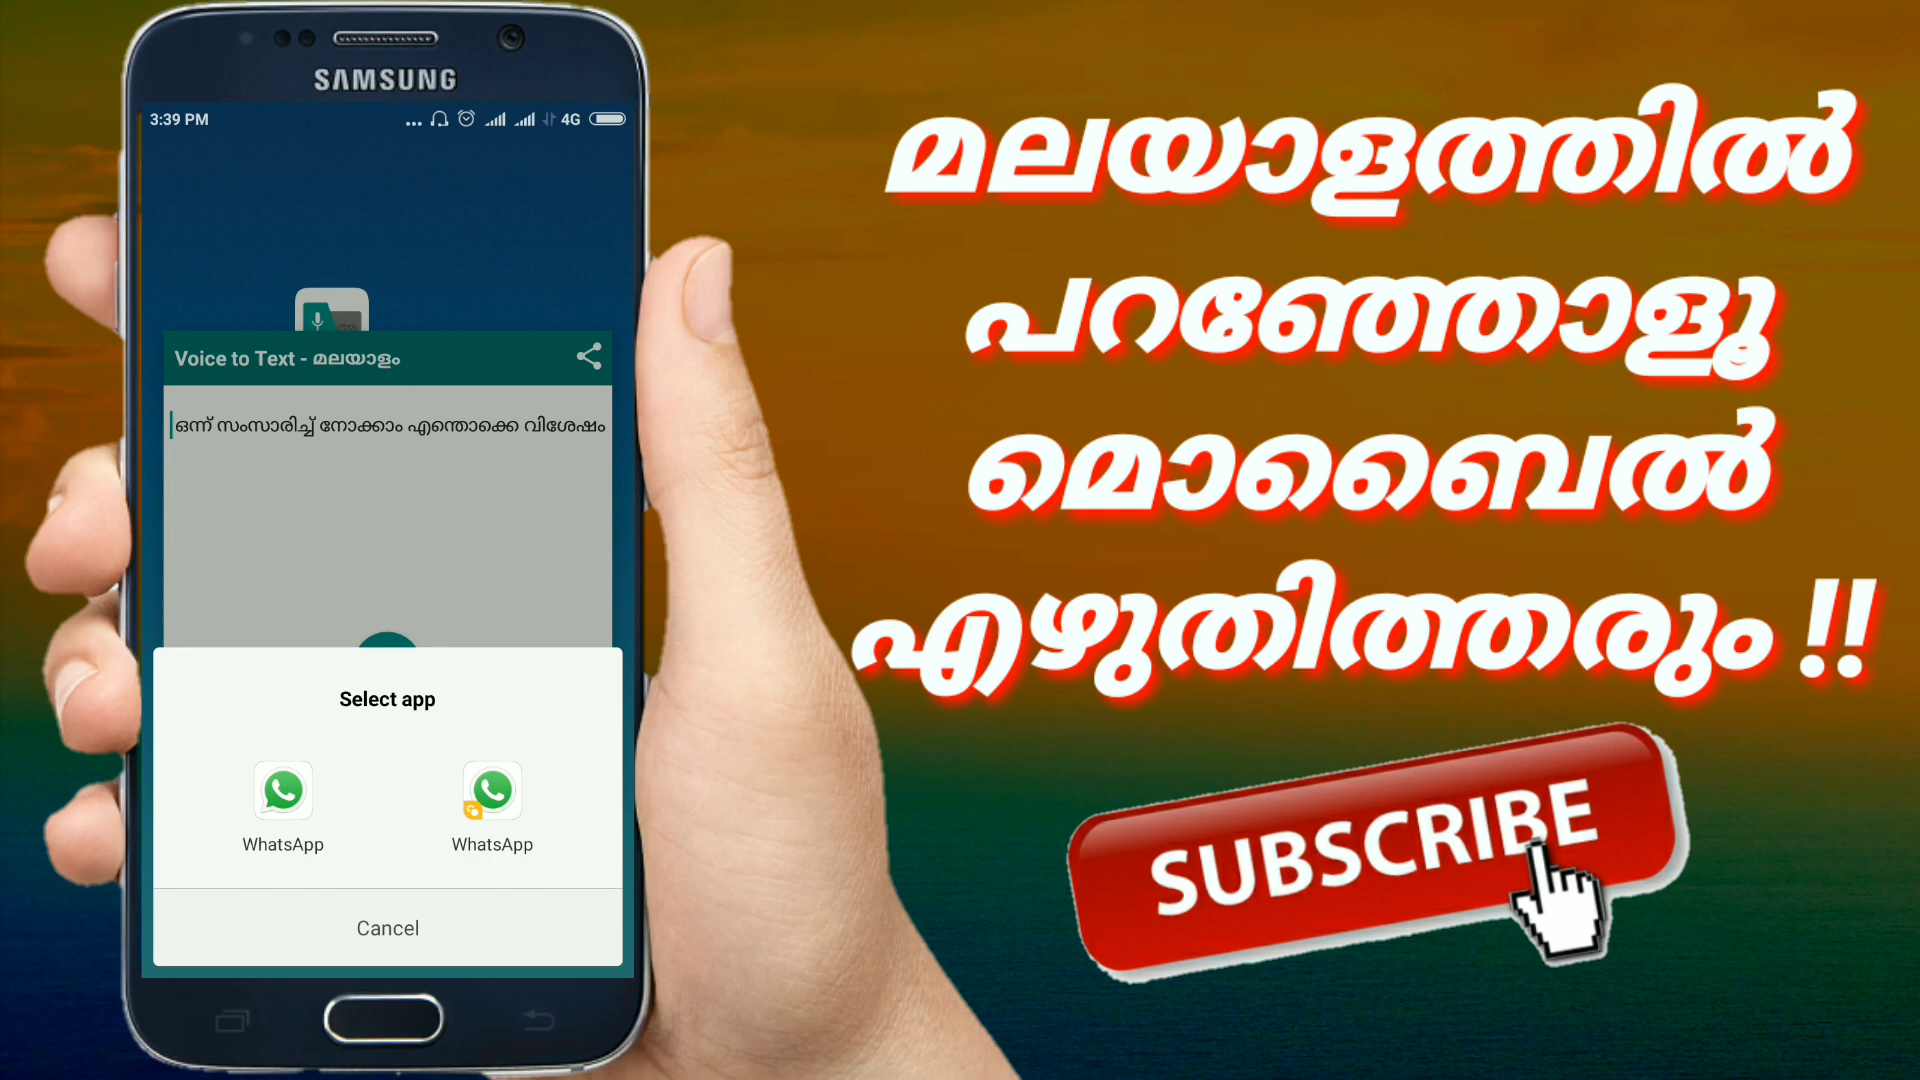 SAMSUNG
3:39 PM
... 4G
Voice to Text - മലയാളം
ഒന്ന് സംസാരിച്ച് നോക്കാം എന്തൊക്കെ വിശേഷം
Select app
WhatsApp WhatsApp
Cancel
മലയാളത്തിൽ
പറഞ്ഞോളൂ
മൊബൈൽ
എഴുതിത്തരും !!
SUBSCRIBE